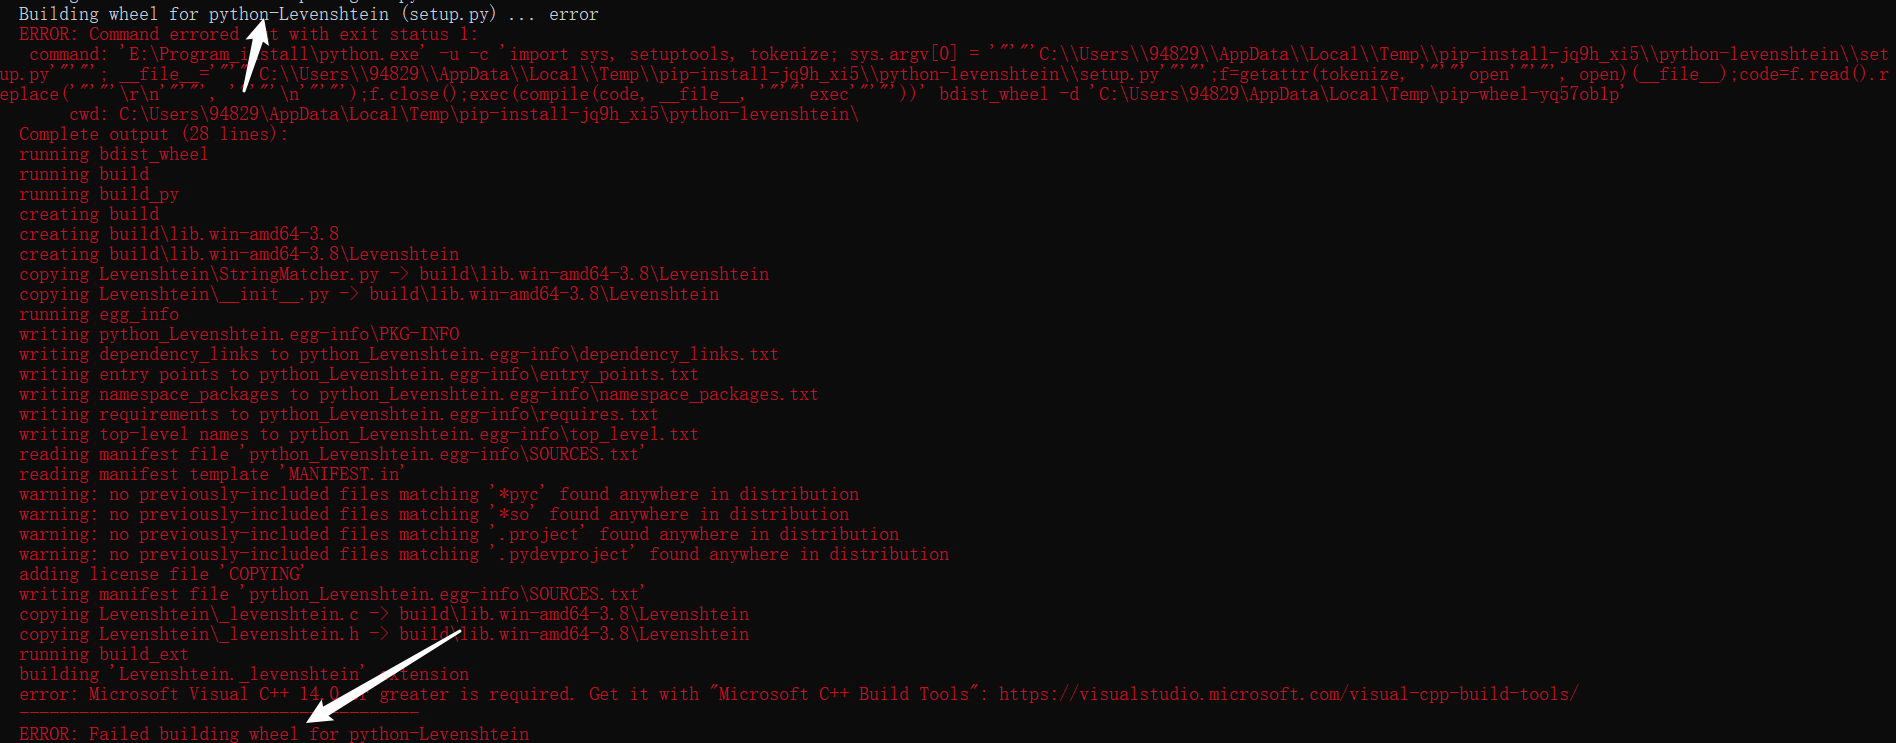 Building wheel for python-Levenshtein (setup.py) ... error
ERROR: Command errored with exit status 1:
command: 'E:\Program_install\python.exe' -u -c 'import sys, setuptools, tokenize; sys.argv[0] = '"'"'C:\\Users\\94829\\AppData\\Local\\Temp\\pip-install-jq9h_xi5\\python-levenshtein\\set
up.py'"'"'; __file__='"'"'C:\\Users\\94829\\AppData\\Local\\Temp\\pip-install-jq9h_xi5\\python-levenshtein\\setup.py'"'"';f=getattr(tokenize, '"'"'open'"'"', open)(__file__);code=f.read().r
eplace('"'"'\r\n'"'"', '"'"'\n'"'"');f.close();exec(compile(code, __file__, '"'"'exec'"'"'))' bdist_wheel -d 'C:\Users\94829\AppData\Local\Temp\pip-wheel-yq57oblp'
cwd: C:\Users\94829\AppData\Local\Temp\pip-install-jq9h_xi5\python-levenshtein\
Complete output (28 lines):
running bdist_wheel
running build
running build_py
creating build
creating build\lib.win-amd64-3.8
creating build\lib.win-amd64-3.8\Levenshtein
copying Levenshtein\StringMatcher.py -> build\lib.win-amd64-3.8\Levenshtein
copying Levenshtein\__init__.py -> build\lib.win-amd64-3.8\Levenshtein
running egg_info
writing python_Levenshtein.egg-info\PKG-INFO
writing dependency_links to python_Levenshtein.egg-info\dependency_links.txt
writing entry points to python_Levenshtein.egg-info\entry_points.txt
writing namespace_packages to python_Levenshtein.egg-info\namespace_packages.txt
writing requirements to python_Levenshtein.egg-info\requires.txt
writing top-level names to python_Levenshtein.egg-info\top_level.txt
reading manifest file 'python_Levenshtein.egg-info\SOURCES.txt'
reading manifest template 'MANIFEST.in'
warning: no previously-included files matching '*pyc' found anywhere in distribution
warning: no previously-included files matching '*so' found anywhere in distribution
warning: no previously-included files matching '.project' found anywhere in distribution
warning: no previously-included files matching '.pydevproject' found anywhere in distribution
adding license file 'COPYING'
writing manifest file 'python_Levenshtein.egg-info\SOURCES.txt'
copying Levenshtein\_levenshtein.c -> build\lib.win-amd64-3.8\Levenshtein
copying Levenshtein\_levenshtein.h -> build\lib.win-amd64-3.8\Levenshtein
running build_ext
building 'Levenshtein._levenshtein' extension
error: Microsoft Visual C++ 14.0 or greater is required. Get it with "Microsoft C++ Build Tools": https://visualstudio.microsoft.com/visual-cpp-build-tools/
----------------------------------------
ERROR: Failed building wheel for python-Levenshtein